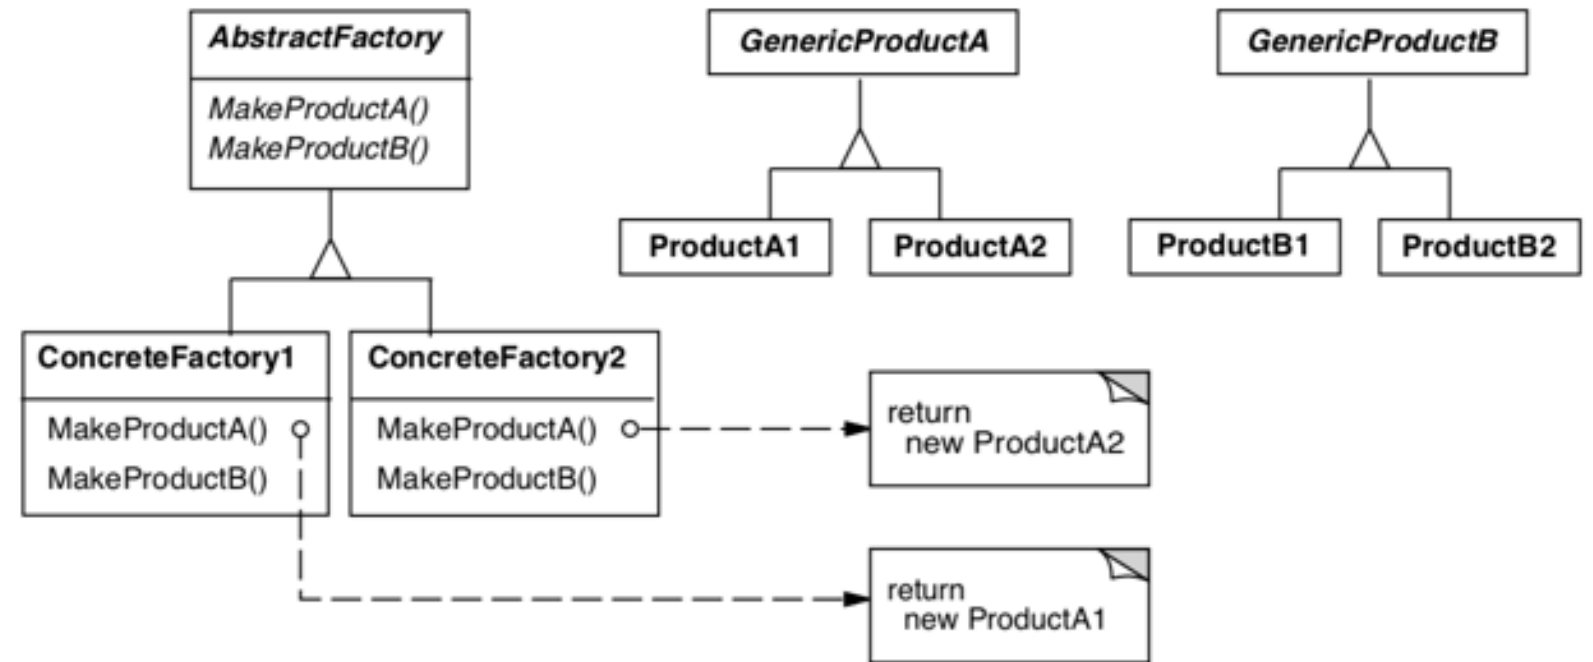 AbstractFactory
MakeProductA()
MakeProductB()
GenericProductA
GenericProductB
ProductA1
ProductA2
ProductB1
ProductB2
ConcreteFactory1
MakeProductA()
MakeProductB()
ConcreteFactory2
MakeProductA()
MakeProductB()
return
new ProductA2
return
new ProductA1